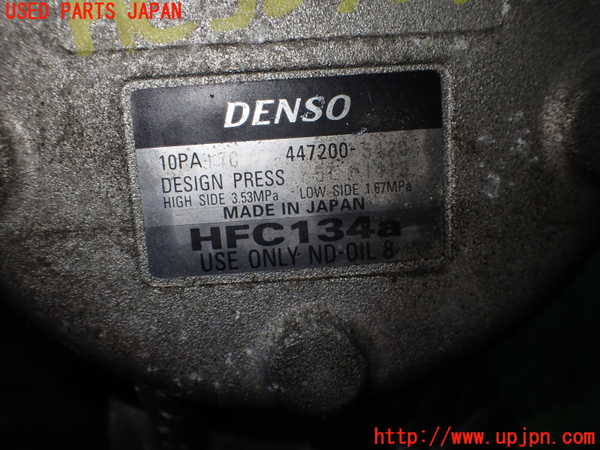 USED PARTS JAPAN
DENSO
10PA17C 447200-
DESIGN PRESS
HIGH SIDE 3.53MPa LOW SIDE 1.67MPa
MADE IN JAPAN
HFC134a
USE ONLY ND-OIL 8
http://www.upjpn.com